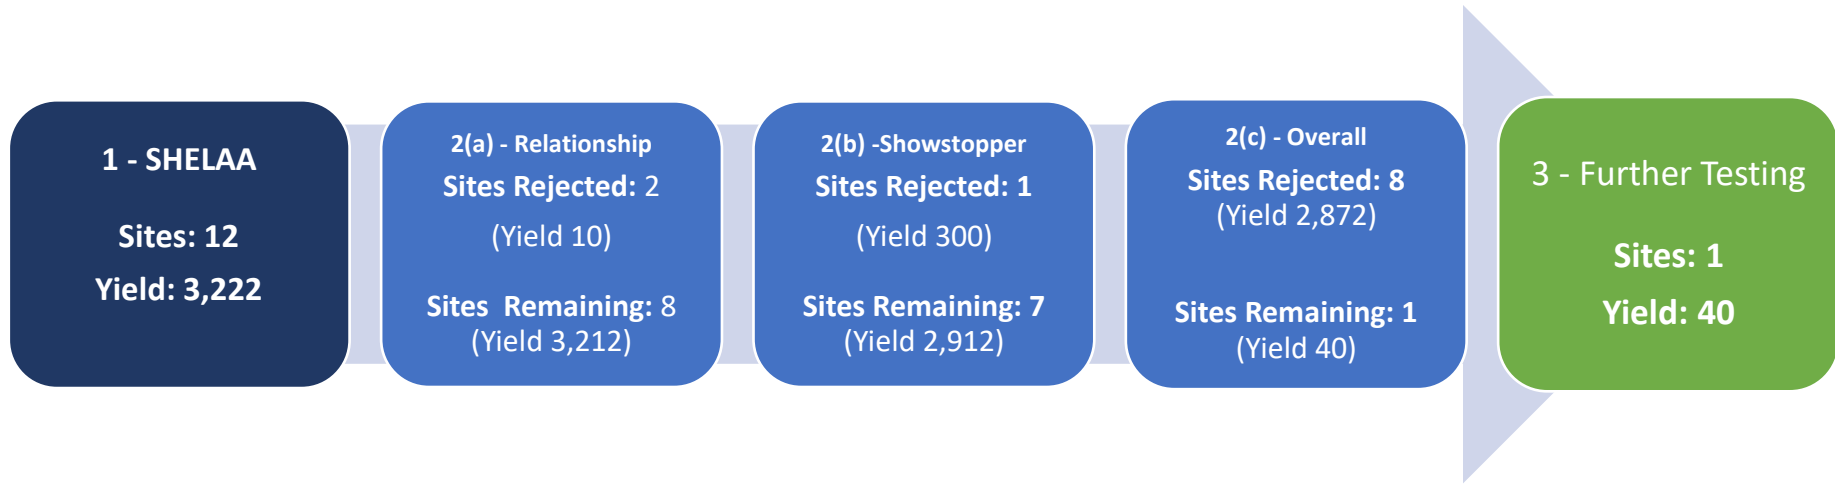 1 - SHELAA
Sites: 12
Yield: 3,222
2(a) - Relationship
Sites Rejected: 2
(Yield 10)
Sites Remaining: 8
(Yield 3,212)
2(b) -Showstopper
Sites Rejected: 1
(Yield 300)
Sites Remaining: 7
(Yield 2,912)
2(c) - Overall
Sites Rejected: 8
(Yield 2,872)
Sites Remaining: 1
(Yield 40)
3 - Further Testing
Sites: 1
Yield: 40